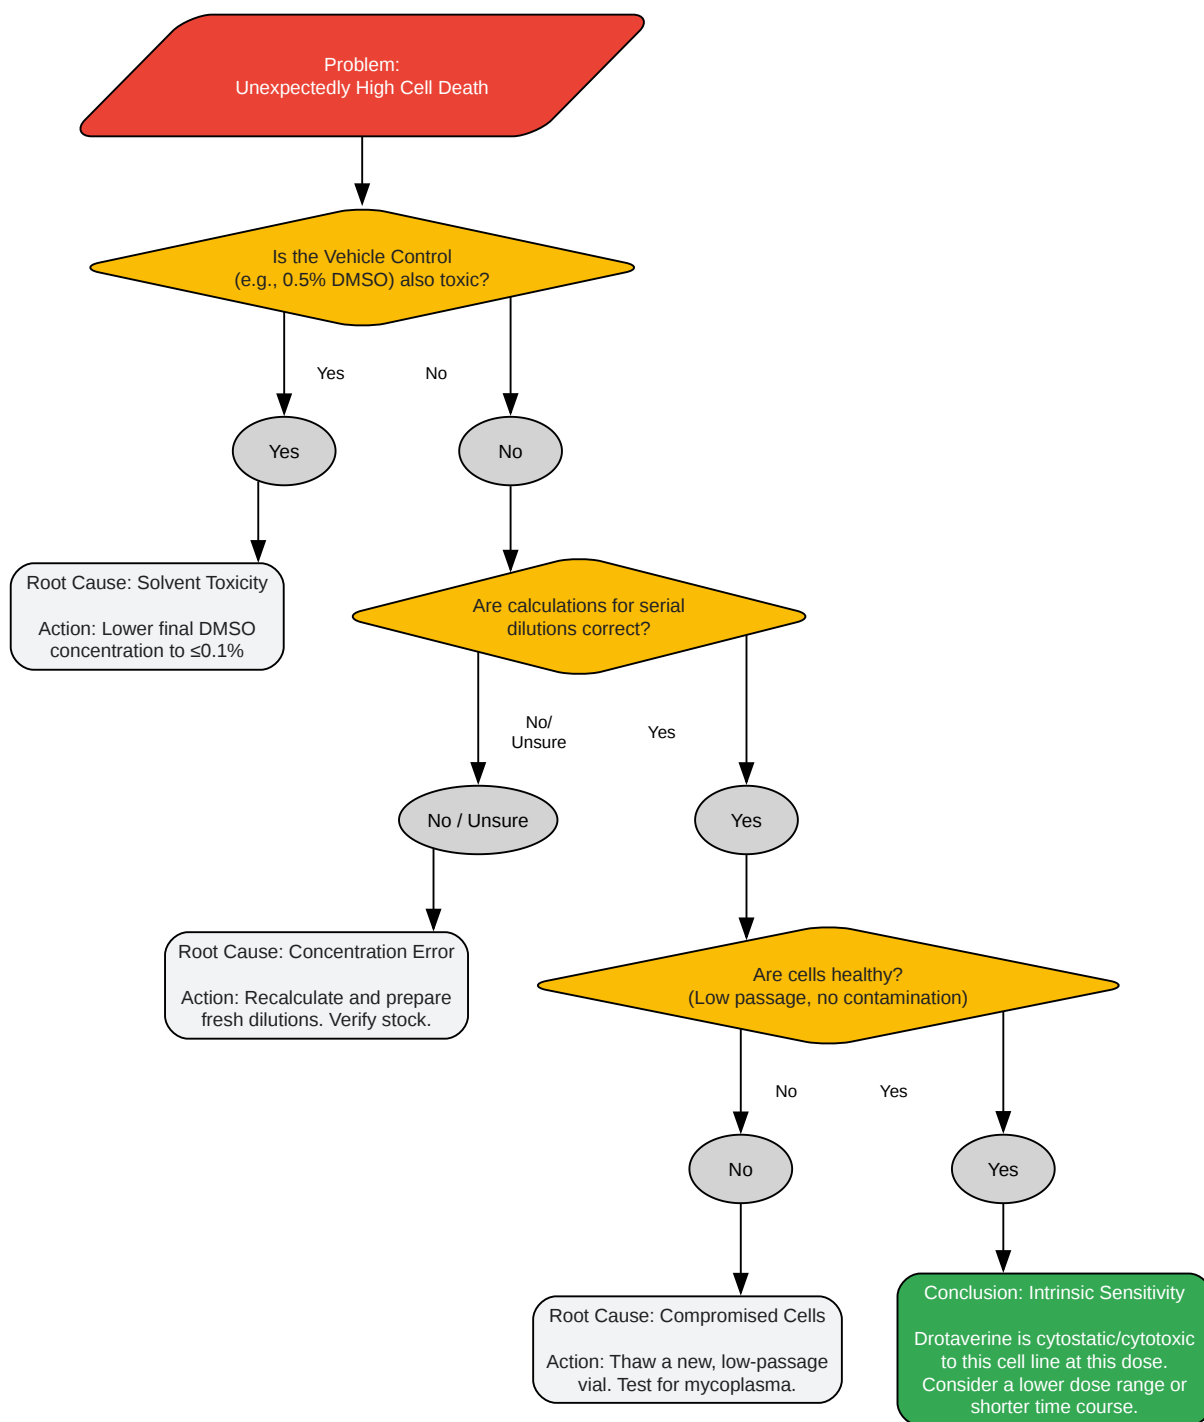 Problem:
Unexpectedly High Cell Death
Is the Vehicle Control
(e.g., 0.5% DMSO) also toxic?
Yes
No
Yes
No
Root Cause: Solvent Toxicity
Action: Lower final DMSO
concentration to ≤0.1%
Are calculations for serial
dilutions correct?
No/
Unsure
Yes
No / Unsure
Yes
Root Cause: Concentration Error
Action: Recalculate and prepare
fresh dilutions. Verify stock.
Are cells healthy?
(Low passage, no contamination)
No
Yes
No
Yes
Root Cause: Compromised Cells
Action: Thaw a new, low-passage
vial. Test for mycoplasma.
Conclusion: Intrinsic Sensitivity
Drotaverine is cytostatic/cytotoxic
to this cell line at this dose.
Consider a lower dose range or
shorter time course.